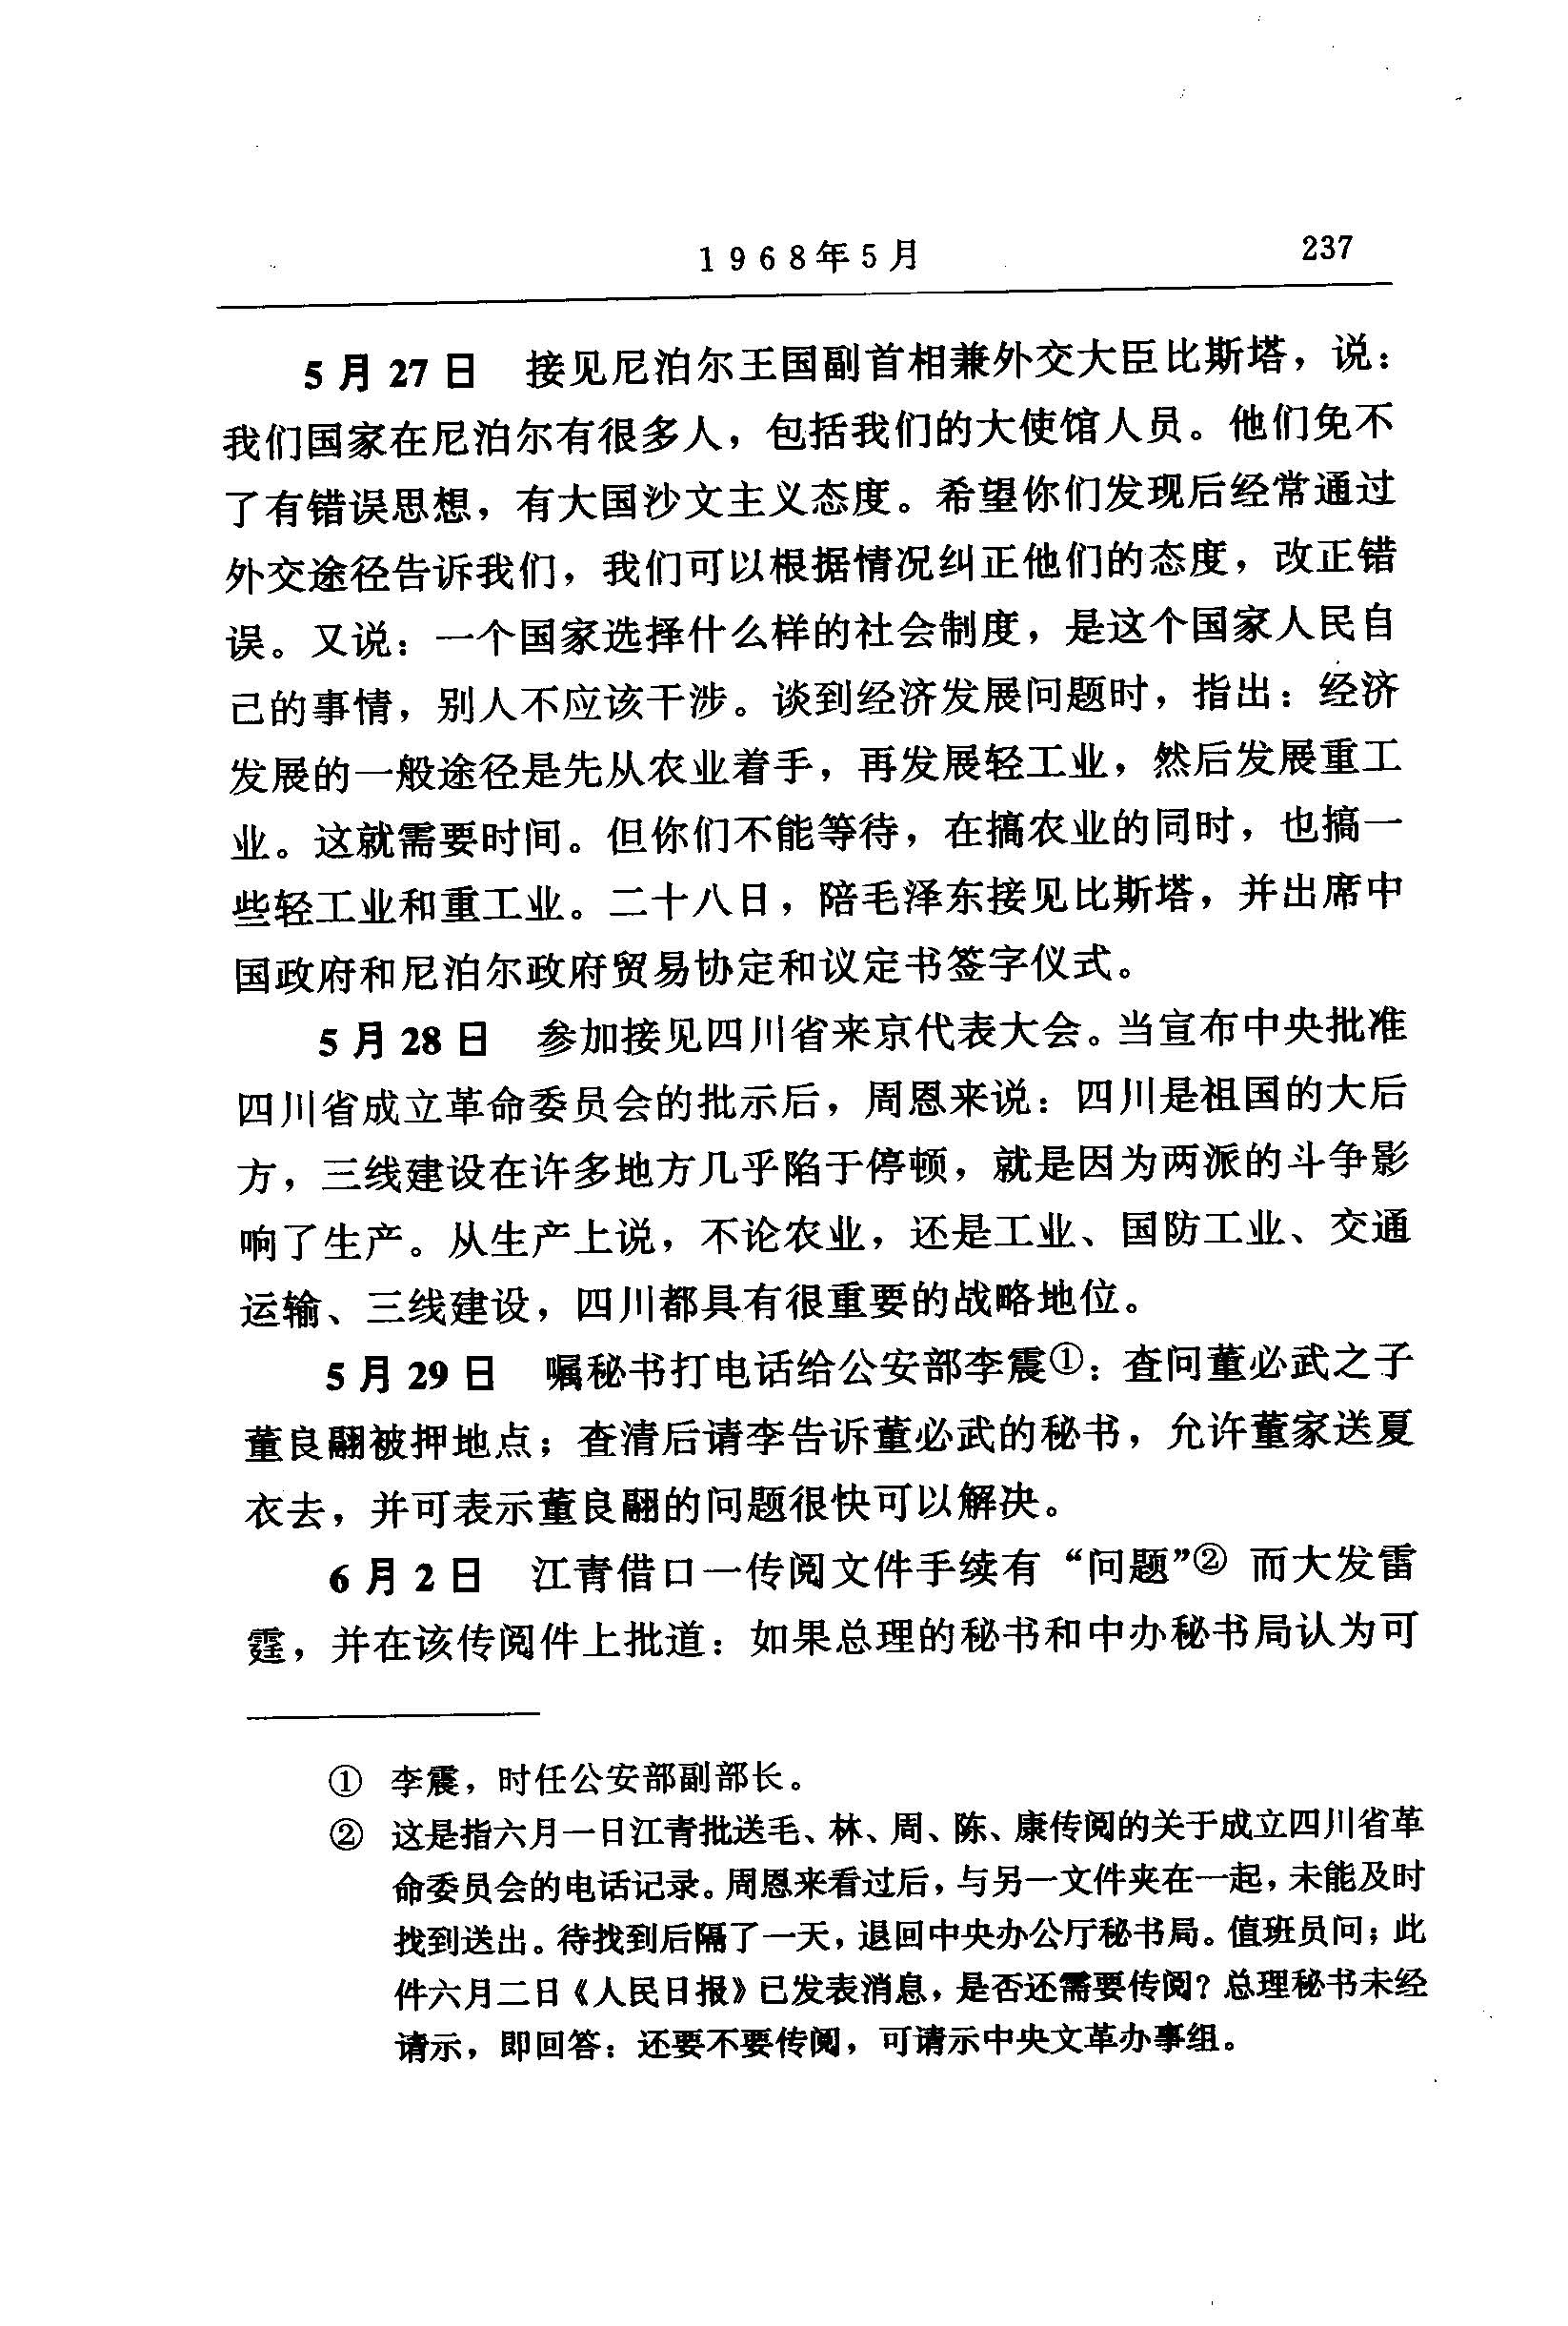 1968年5月
237
5月27日　接见尼泊尔王国副首相兼外交大臣比斯塔，说：
我们国家在尼泊尔有很多人，包括我们的大使馆人员。他们免不
了有错误思想，有大国沙文主义态度。希望你们发现后经常通过
外交途径告诉我们，我们可以根据情况纠正他们的态度，改正错
误。又说：一个国家选择什么样的社会制度，是这个国家人民自
己的事情，别人不应该干涉。谈到经济发展问题时，指出：经济
发展的一般途径是先从农业着手，再发展轻工业，然后发展重工
业。这就需要时间。但你们不能等待，在搞农业的同时，也搞一
些轻工业和重工业。二十八日，陪毛泽东接见比斯塔，并出席中
国政府和尼泊尔政府贸易协定和议定书签字仪式。
5月28日　参加接见四川省来京代表大会。当宣布中央批准
四川省成立革命委员会的批示后，周恩来说：四川是祖国的大后
方，三线建设在许多地方几乎陷于停顿，就是因为两派的斗争影
响了生产。从生产上说，不论农业，还是工业、国防工业、交通
运输、三线建设，四川都具有很重要的战略地位。
5月29日　嘱秘书打电话给公安部李震①：查问董必武之子
董良翮被押地点；查清后请李告诉董必武的秘书，允许董家送夏
衣去，并可表示董良翮的问题很快可以解决。
6月2日　江青借口一传阅文件手续有“问题”②而大发雷
霆，并在该传阅件上批道：如果总理的秘书和中办秘书局认为可
①　李震，时任公安部副部长。
②　这是指六月一日江青批送毛、林、周、陈、康传阅的关于成立四川省革
命委员会的电话记录。周恩来看过后，与另一文件夹在一起，未能及时
找到送出。待找到后隔了一天，退回中央办公厅秘书局。值班员问；此
件六月二日《人民日报》已发表消息，是否还需要传阅？总理秘书未经
请示，即回答：还要不要传阅，可请示中央文革办事组。